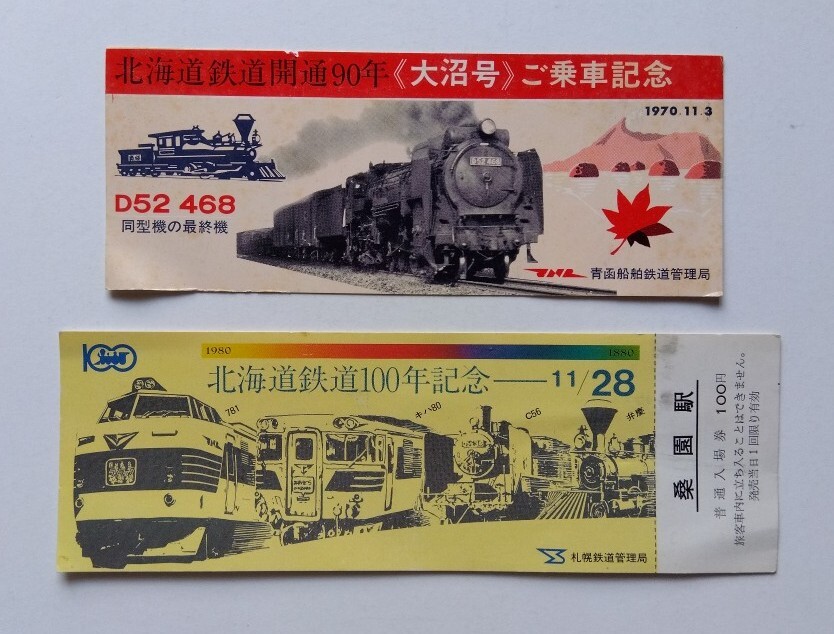 北海道鉄道開通90年《大沼号》ご乗車記念
1970.11.3
D52 468
同型機の最終機
D52 468
青函船舶鉄道管理局
100
1980
1880
北海道鉄道100年記念——11/28
781
キハ80
C56
弁慶
札幌鉄道管理局
桑園駅
普通入場券 100円
旅客車内に立ち入ることはできません。
発売当日1回限り有効